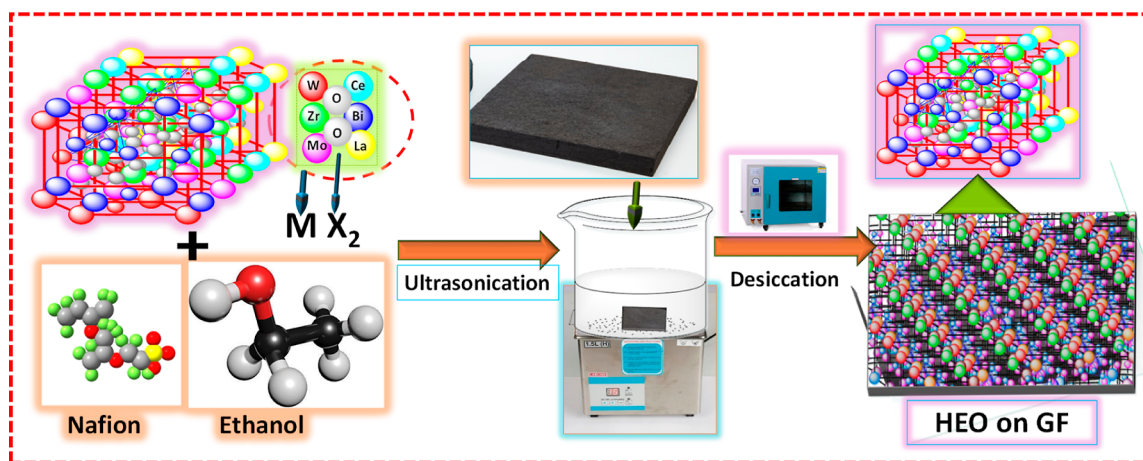 W
Ce
O
Zr
Bi
O
Mo
La
M X₂
+
Nafion
Ethanol
Ultrasonication
Desiccation
HEO on GF